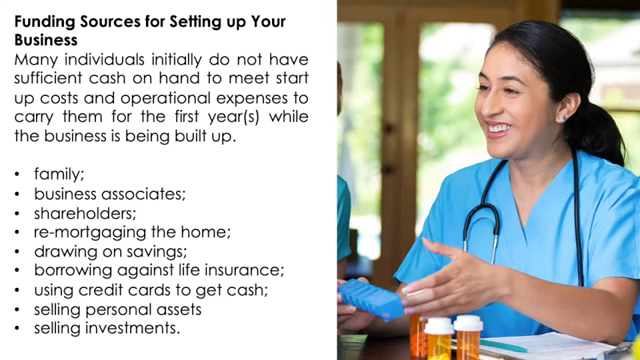 Funding Sources for Setting up Your
Business
Many individuals initially do not have
sufficient cash on hand to meet start
up costs and operational expenses to
carry them for the first year(s) while
the business is being built up.
• family;
• business associates;
• shareholders;
• re-mortgaging the home;
• drawing on savings;
• borrowing against life insurance;
• using credit cards to get cash;
• selling personal assets
• selling investments.